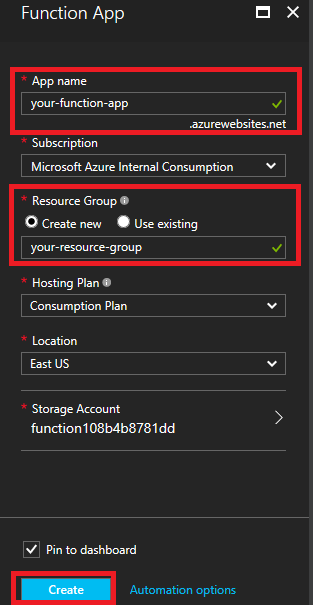 Function App
* App name
your-function-app
.azurewebsites.net
* Subscription
Microsoft Azure Internal Consumption
* Resource Group
Create new Use existing
your-resource-group
* Hosting Plan
Consumption Plan
* Location
East US
* Storage Account
function108b4b8781dd
Pin to dashboard
Create Automation options